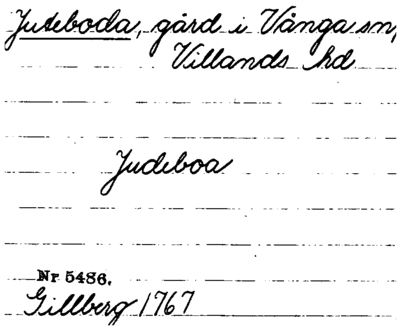 Juteboda, gård i Vånga sn,
Villands hd
Judeboa
Nr 5486.
Gillberg 1767